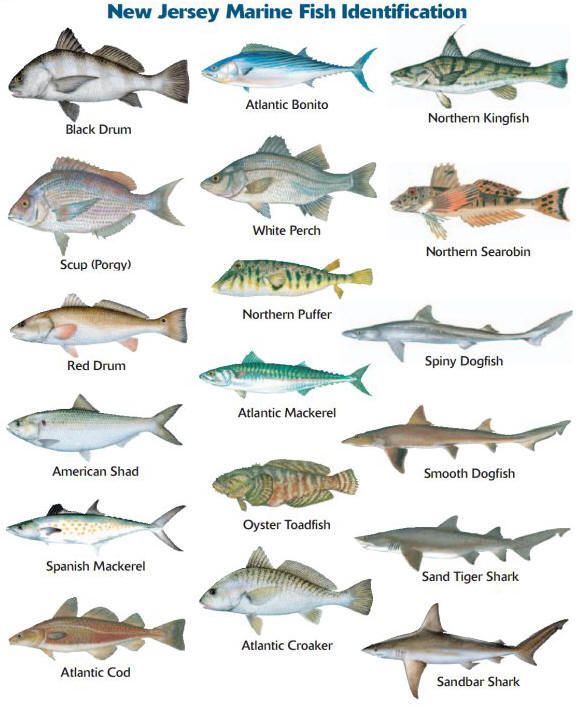 New Jersey Marine Fish Identification
Black Drum
Atlantic Bonito
Northern Kingfish
Scup (Porgy)
White Perch
Northern Searobin
Northern Puffer
Red Drum
Spiny Dogfish
Atlantic Mackerel
American Shad
Smooth Dogfish
Oyster Toadfish
Spanish Mackerel
Sand Tiger Shark
Atlantic Croaker
Atlantic Cod
Sandbar Shark